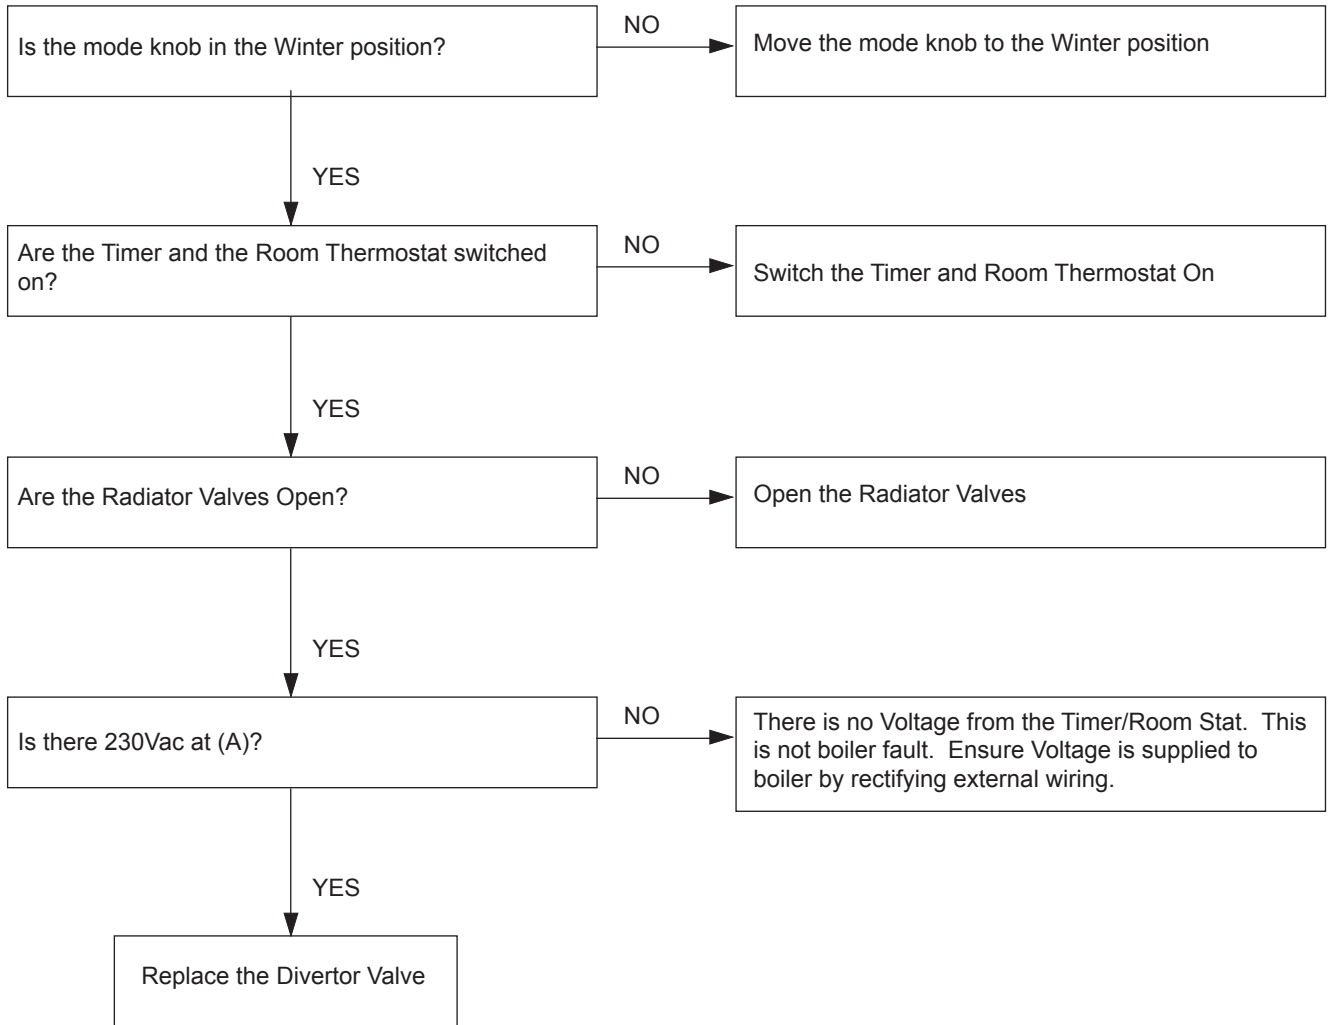 Is the mode knob in the Winter position?
NO
Move the mode knob to the Winter position
YES
Are the Timer and the Room Thermostat switched
on?
NO
Switch the Timer and Room Thermostat On
YES
Are the Radiator Valves Open?
NO
Open the Radiator Valves
YES
Is there 230Vac at (A)?
NO
There is no Voltage from the Timer/Room Stat.  This
is not boiler fault.  Ensure Voltage is supplied to
boiler by rectifying external wiring.
YES
Replace the Divertor Valve